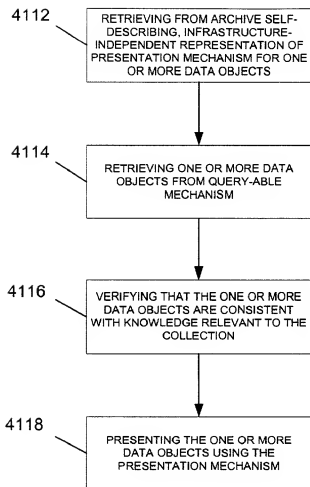 4112
RETRIEVING FROM ARCHIVE SELF-
DESCRIBING, INFRASTRUCTURE-
INDEPENDENT REPRESENTATION OF
PRESENTATION MECHANISM FOR ONE
OR MORE DATA OBJECTS
4114
RETRIEVING ONE OR MORE DATA
OBJECTS FROM QUERY-ABLE
MECHANISM
4116
VERIFYING THAT THE ONE OR MORE
DATA OBJECTS ARE CONSISTENT
WITH KNOWLEDGE RELEVANT TO THE
COLLECTION
4118
PRESENTING THE ONE OR MORE
DATA OBJECTS USING THE
PRESENTATION MECHANISM